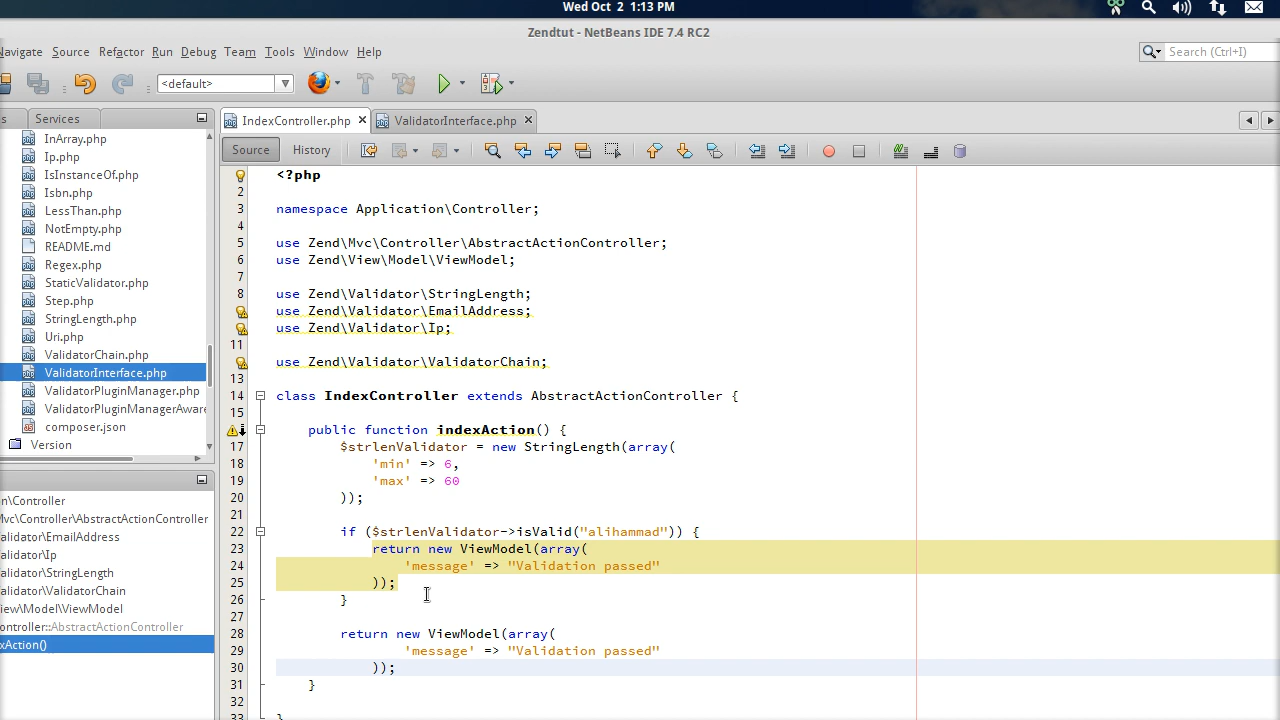 Wed Oct 2 1:13 PM
Zendtut - NetBeans IDE 7.4 RC2
Navigate Source Refactor Run Debug Team Tools Window Help
Search (Ctrl+I)
<default>
s Services
IndexController.php
ValidatorInterface.php
Source History
InArray.php
Ip.php
IsInstanceOf.php
Isbn.php
LessThan.php
NotEmpty.php
README.md
Regex.php
StaticValidator.php
Step.php
StringLength.php
Uri.php
ValidatorChain.php
ValidatorInterface.php
ValidatorPluginManager.php
ValidatorPluginManagerAware
composer.json
Version
n\Controller
Mvc\Controller\AbstractActionController
alidator\EmailAddress
alidator\Ip
alidator\StringLength
alidator\ValidatorChain
iew\Model\ViewModel
ontroller::AbstractActionController
xAction()
<?php
2
3 namespace Application\Controller;
4
5 use Zend\Mvc\Controller\AbstractActionController;
6 use Zend\View\Model\ViewModel;
7
8 use Zend\Validator\StringLength;
use Zend\Validator\EmailAddress;
use Zend\Validator\Ip;
11
use Zend\Validator\ValidatorChain;
13
14 class IndexController extends AbstractActionController {
15
public function indexAction() {
17 $strlenValidator = new StringLength(array(
18 'min' => 6,
19 'max' => 60
20 ));
21
22 if ($strlenValidator->isValid("alihammad")) {
23 return new ViewModel(array(
24 'message' => "Validation passed"
25 ));
26 }
27
28 return new ViewModel(array(
29 'message' => "Validation passed"
30 ));
31 }
32
33 }